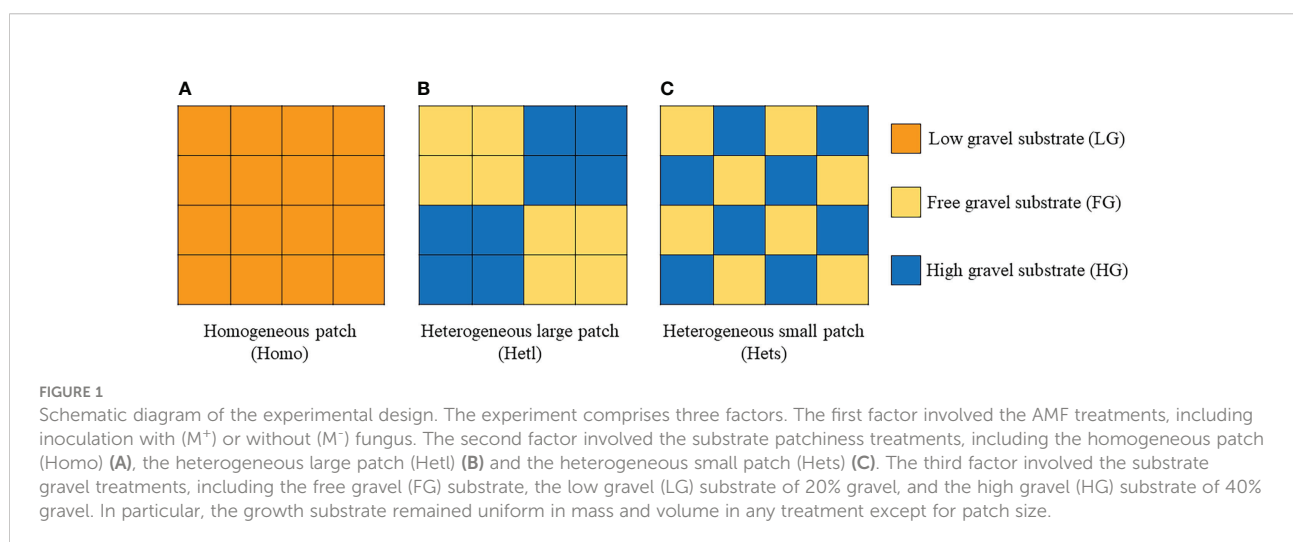 A
B
C
Low gravel substrate (LG)
Free gravel substrate (FG)
High gravel substrate (HG)
Homogeneous patch
(Homo)
Heterogeneous large patch
(Hetl)
Heterogeneous small patch
(Hets)
FIGURE 1
Schematic diagram of the experimental design. The experiment comprises three factors. The first factor involved the AMF treatments, including
inoculation with (M⁺) or without (M⁻) fungus. The second factor involved the substrate patchiness treatments, including the homogeneous patch
(Homo) (A), the heterogeneous large patch (Hetl) (B) and the heterogeneous small patch (Hets) (C). The third factor involved the substrate
gravel treatments, including the free gravel (FG) substrate, the low gravel (LG) substrate of 20% gravel, and the high gravel (HG) substrate of 40%
gravel. In particular, the growth substrate remained uniform in mass and volume in any treatment except for patch size.